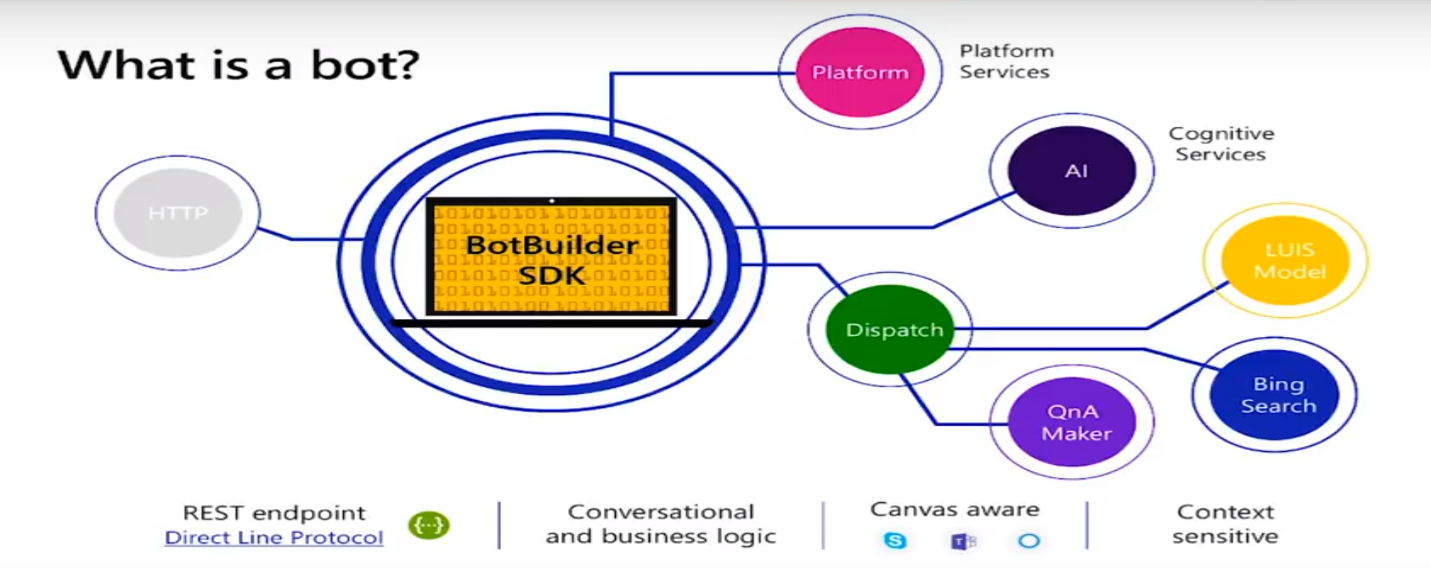 What is a bot?
Platform
Platform
Services
AI
Cognitive
Services
HTTP
BotBuilder
SDK
LUIS
Model
Dispatch
Bing
Search
QnA
Maker
REST endpoint
Direct Line Protocol
{···}
Conversational
and business logic
Canvas aware
S
T
Context
sensitive